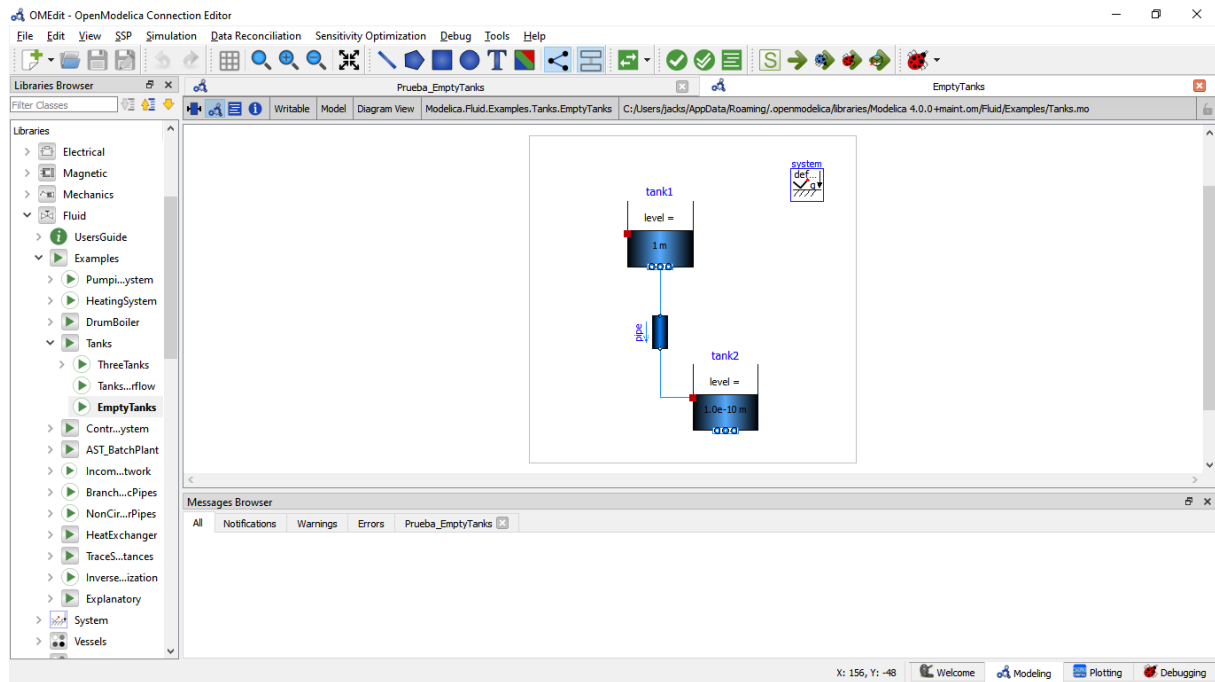 OMEdit - OpenModelica Connection Editor
File Edit View SSP Simulation Data Reconciliation Sensitivity Optimization Debug Tools Help
Libraries Browser
Prueba_EmptyTanks
EmptyTanks
Filter Classes
Writable Model Diagram View Modelica.Fluid.Examples.Tanks.EmptyTanks C:/Users/jacks/AppData/Roaming/.openmodelica/libraries/Modelica 4.0.0+maint.om/Fluid/Examples/Tanks.mo
Libraries
Electrical
Magnetic
Mechanics
Fluid
UsersGuide
Examples
Pumpi...ystem
HeatingSystem
DrumBoiler
Tanks
ThreeTanks
Tanks...rflow
EmptyTanks
Contr...ystem
AST_BatchPlant
Incom...twork
Branch...cPipes
NonCir...rPipes
HeatExchanger
TraceS...tances
Inverse...ization
Explanatory
System
Vessels
system
def...
g
tank1
level =
1 m
pipe
tank2
level =
1.0e-10 m
Messages Browser
All Notifications Warnings Errors Prueba_EmptyTanks
X: 156, Y: -48 Welcome Modeling Plotting Debugging